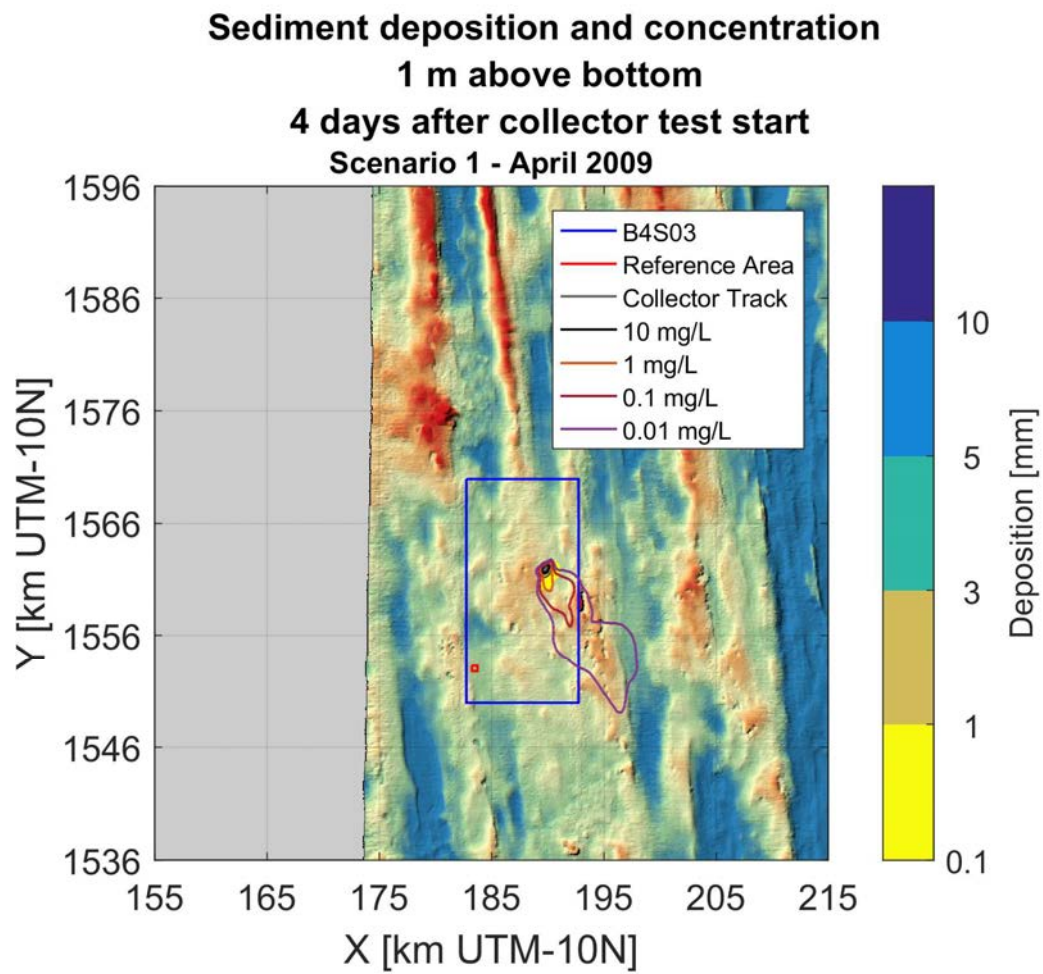 Sediment deposition and concentration
1 m above bottom
4 days after collector test start
Scenario 1 - April 2009
1596
1586
1576
1566
1556
1546
1536
Y [km UTM-10N]
155
165
175
185
195
205
215
X [km UTM-10N]
B4S03
Reference Area
Collector Track
10 mg/L
1 mg/L
0.1 mg/L
0.01 mg/L
10
5
3
1
0.1
Deposition [mm]